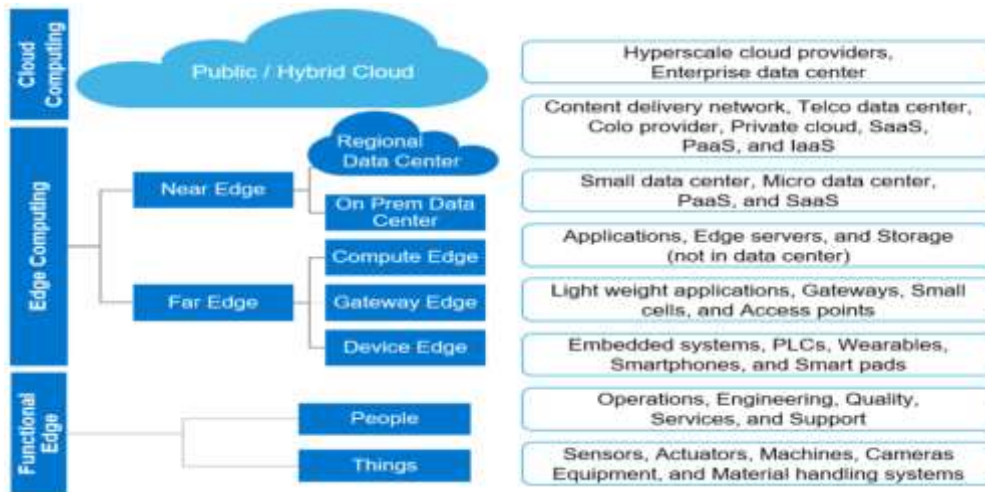 Cloud
Computing
Public / Hybrid Cloud
Hyperscale cloud providers,
Enterprise data center
Edge Computing
Near Edge
Regional
Data Center
Content delivery network, Telco data center,
Colo provider, Private cloud, SaaS,
PaaS, and IaaS
On Prem Data
Center
Small data center, Micro data center,
PaaS, and SaaS
Far Edge
Compute Edge
Applications, Edge servers, and Storage
(not in data center)
Gateway Edge
Light weight applications, Gateways, Small
cells, and Access points
Device Edge
Embedded systems, PLCs, Wearables,
Smartphones, and Smart pads
Functional
Edge
People
Operations, Engineering, Quality,
Services, and Support
Things
Sensors, Actuators, Machines, Cameras
Equipment, and Material handling systems